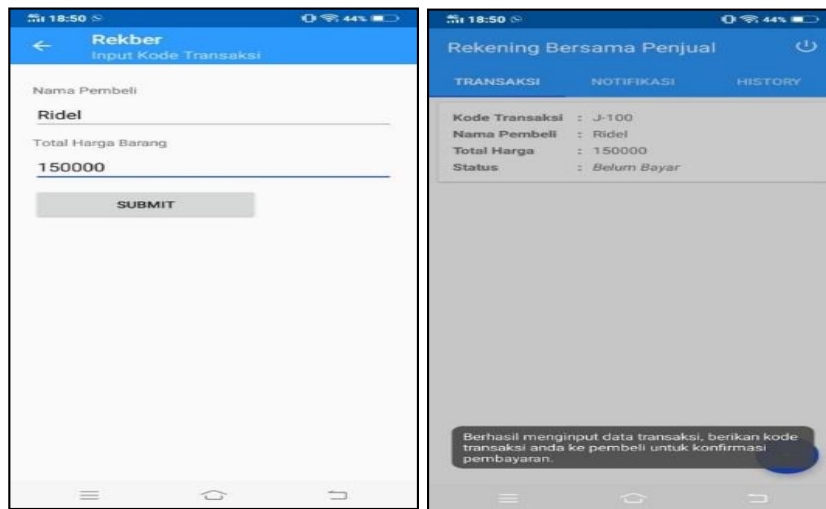 18:50
44%
Rekber
Input Kode Transaksi
Nama Pembeli
Ridel
Total Harga Barang
150000
SUBMIT
18:50
44%
Rekening Bersama Penjual
TRANSAKSI NOTIFIKASI HISTORY
Kode Transaksi : J-100
Nama Pembeli : Ridel
Total Harga : 150000
Status : Belum Bayar
Berhasil menginput data transaksi, berikan kode
transaksi anda ke pembeli untuk konfirmasi
pembayaran.